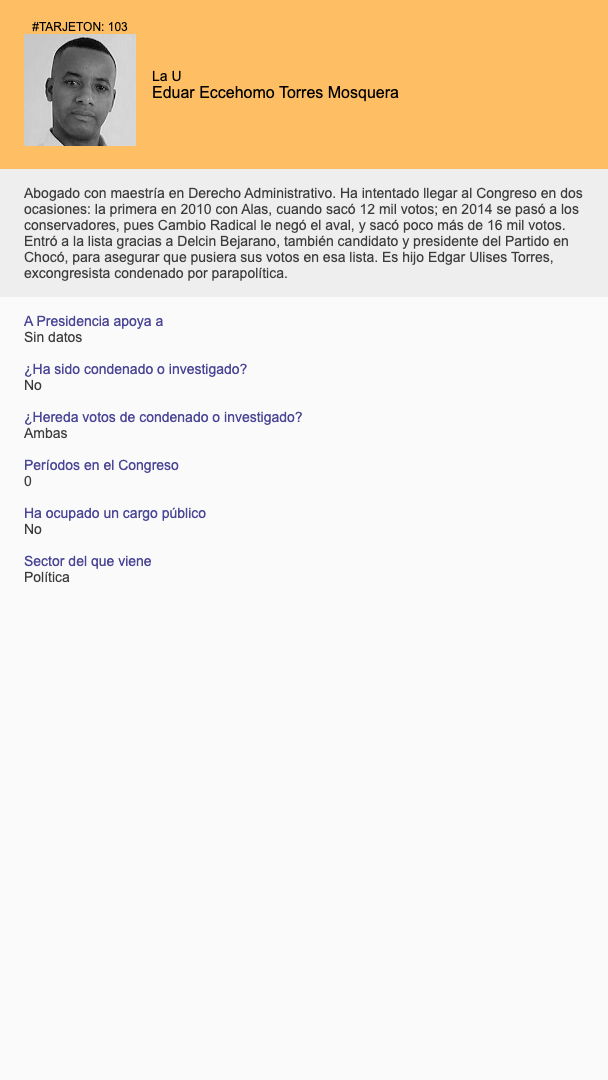 #TARJETON: 103
La U
Eduar Eccehomo Torres Mosquera
Abogado con maestría en Derecho Administrativo. Ha intentado llegar al Congreso en dos
ocasiones: la primera en 2010 con Alas, cuando sacó 12 mil votos; en 2014 se pasó a los
conservadores, pues Cambio Radical le negó el aval, y sacó poco más de 16 mil votos.
Entró a la lista gracias a Delcin Bejarano, también candidato y presidente del Partido en
Chocó, para asegurar que pusiera sus votos en esa lista. Es hijo Edgar Ulises Torres,
excongresista condenado por parapolítica.
A Presidencia apoya a
Sin datos
¿Ha sido condenado o investigado?
No
¿Hereda votos de condenado o investigado?
Ambas
Períodos en el Congreso
0
Ha ocupado un cargo público
No
Sector del que viene
Política